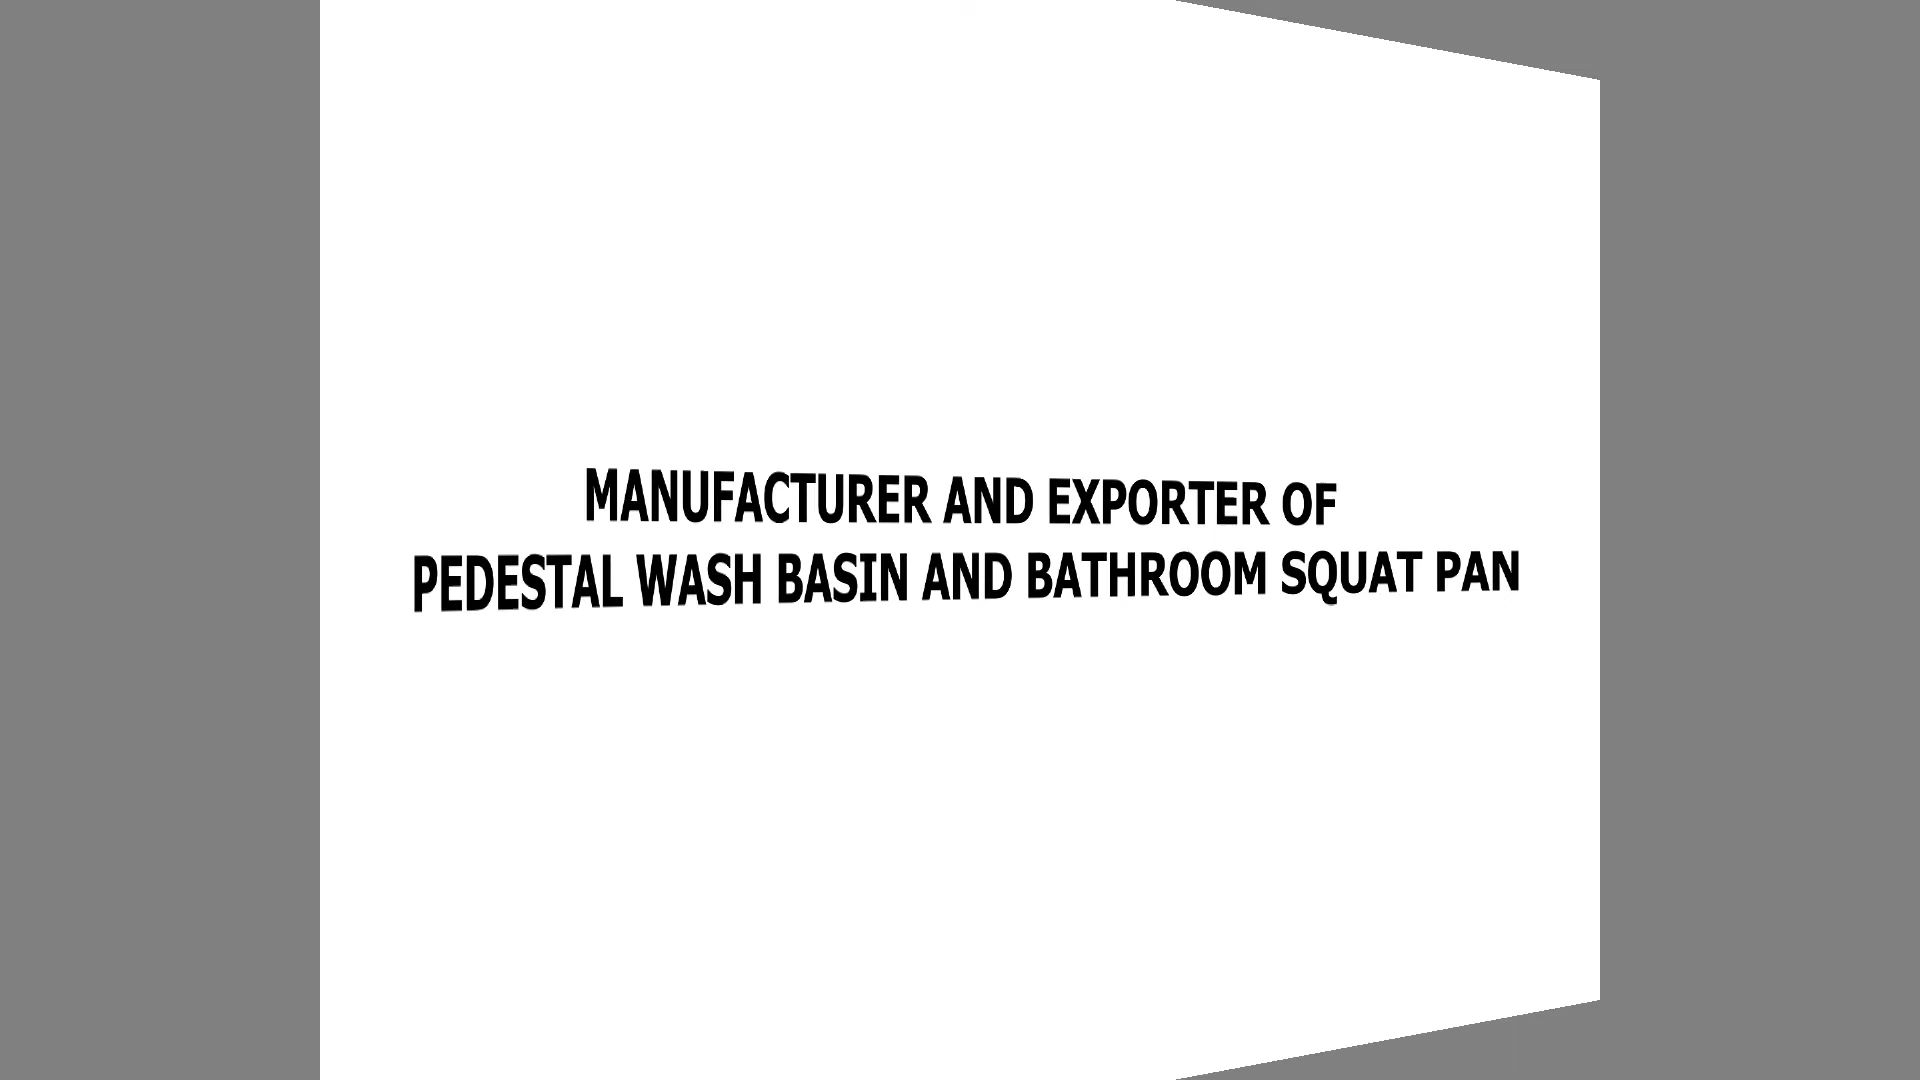 MANUFACTURER AND EXPORTER OF
PEDESTAL WASH BASIN AND BATHROOM SQUAT PAN